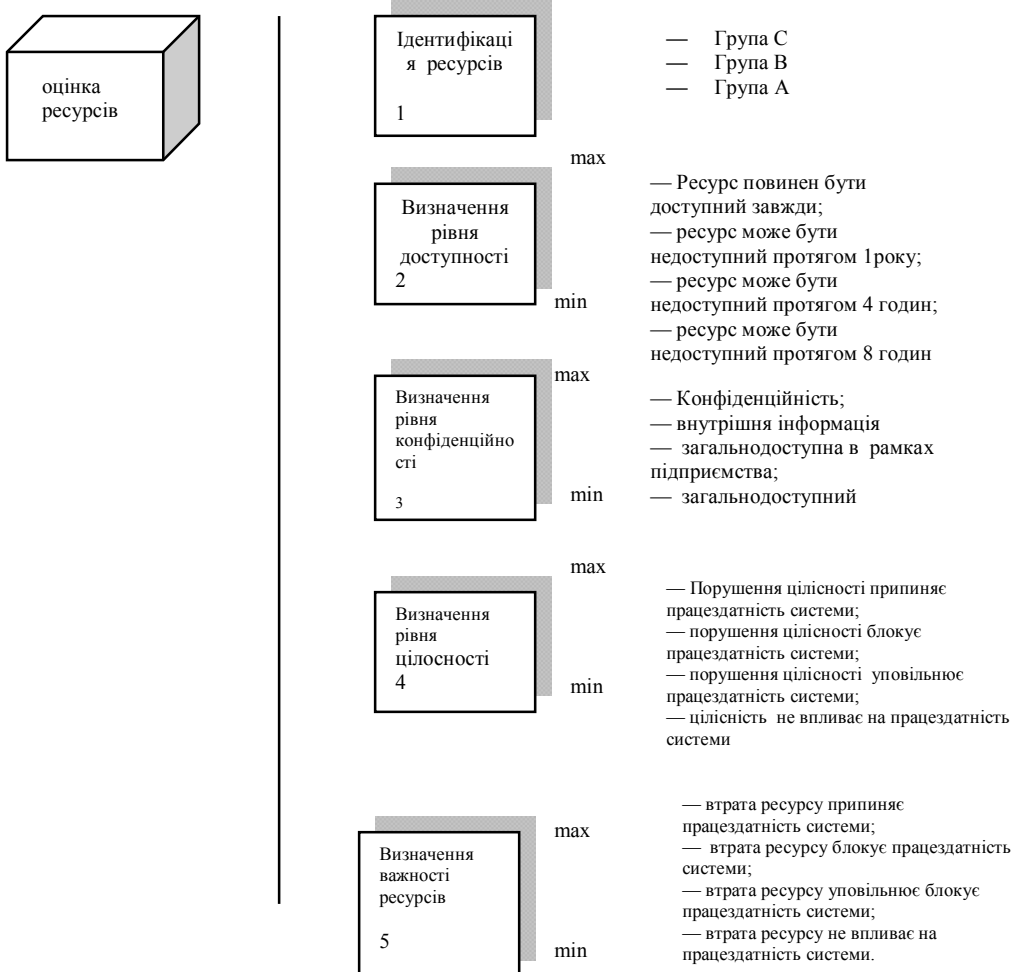 оцінка
ресурсів
Ідентифікаці
я ресурсів
1
— Група С
— Група В
— Група А
max
Визначення
рівня
доступності
2
min
— Ресурс повинен бути
доступний завжди;
— ресурс може бути
недоступний протягом 1року;
— ресурс може бути
недоступний протягом 4 годин;
— ресурс може бути
недоступний протягом 8 годин
max
Визначення
рівня
конфіденційно
сті
3
min
— Конфіденційність;
— внутрішня інформація
— загальнодоступна в рамках
підприємства;
— загальнодоступний
max
Визначення
рівня
цілосності
4
min
— Порушення цілісності припиняє
працездатність системи;
— порушення цілісності блокує
працездатність системи;
— порушення цілісності уповільнює
працездатність системи;
— цілісність не впливає на працездатність
системи
max
Визначення
важності
ресурсів
5
min
— втрата ресурсу припиняє
працездатність системи;
— втрата ресурсу блокує працездатність
системи;
— втрата ресурсу уповільнює блокує
працездатність системи;
— втрата ресурсу не впливає на
працездатність системи.